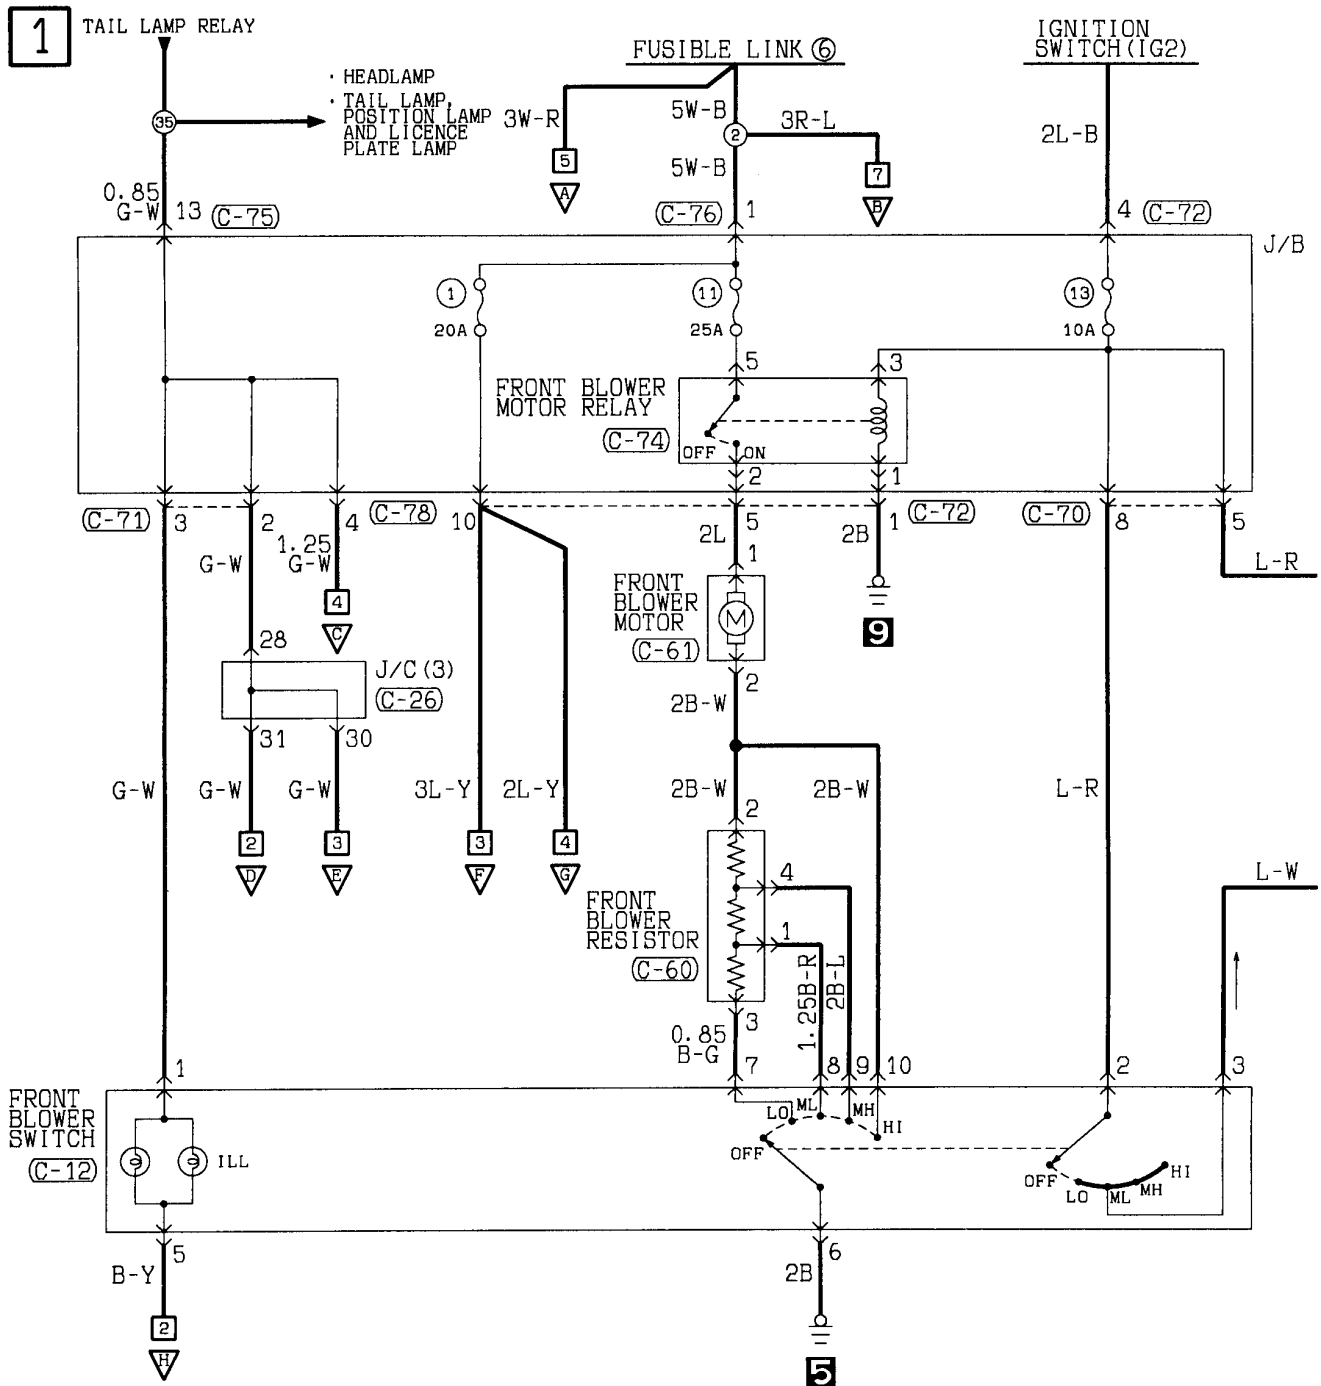 1
TAIL LAMP RELAY
FUSIBLE LINK ⑥
IGNITION
SWITCH(IG2)
· HEADLAMP
· TAIL LAMP,
POSITION LAMP
AND LICENCE
PLATE LAMP
35
3W-R
5W-B
2
3R-L
2L-B
5
A
5W-B
7
B
0.85
G-W
13
C-75
C-76
1
4
C-72
J/B
1
20A
11
25A
13
10A
5
3
FRONT BLOWER
MOTOR RELAY
C-74
OFF
ON
2
1
C-71
3
2
4
C-78
10
5
1
C-72
C-70
8
5
G-W
1.25
G-W
2L
2B
1
L-R
4
C
FRONT
BLOWER
MOTOR
C-61
M
9
28
J/C(3)
C-26
31
30
2
2B-W
G-W
G-W
G-W
3L-Y
2L-Y
2B-W
2B-W
L-R
2
D
3
E
3
F
4
G
2
4
1
FRONT
BLOWER
RESISTOR
C-60
L-W
1.25B-R
2B-L
3
0.85
B-G
1
7
8
9
10
2
3
FRONT
BLOWER
SWITCH
C-12
ILL
LO
ML
MH
HI
OFF
OFF
LO
ML
MH
HI
5
B-Y
6
2B
2
H
5